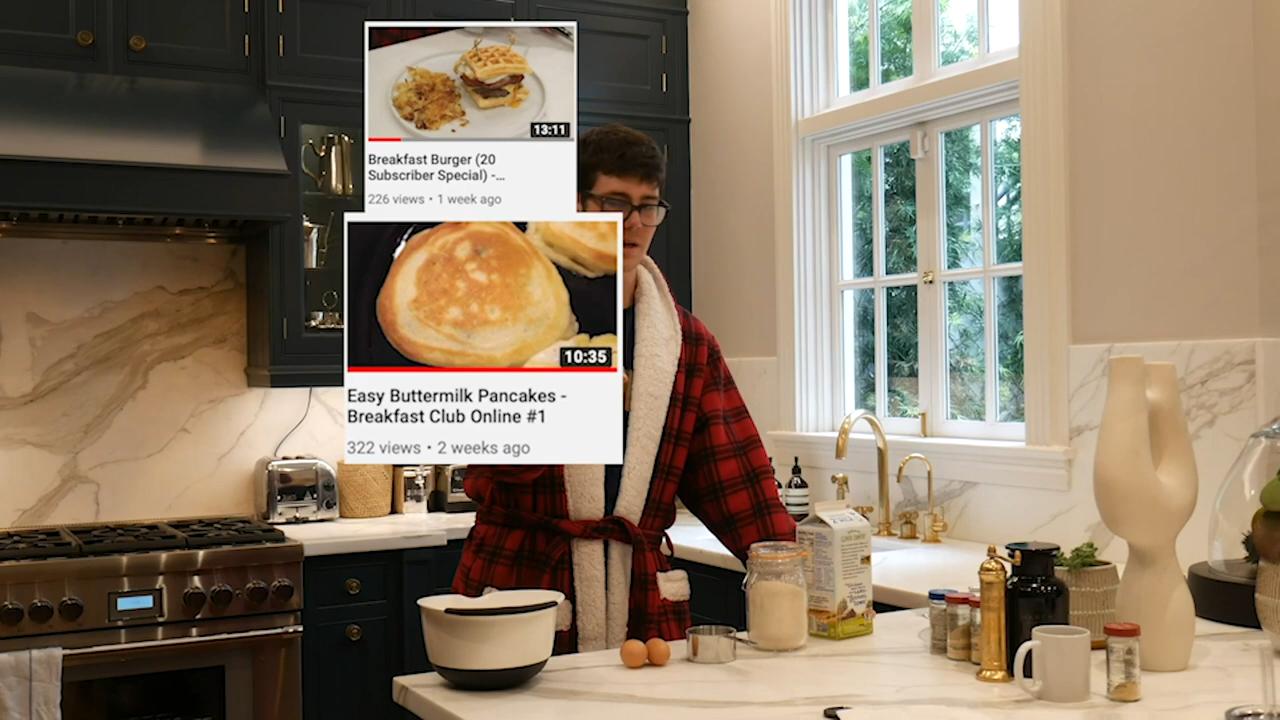 13:11
Breakfast Burger (20
Subscriber Special) -...
226 views • 1 week ago
10:35
Easy Buttermilk Pancakes -
Breakfast Club Online #1
322 views • 2 weeks ago